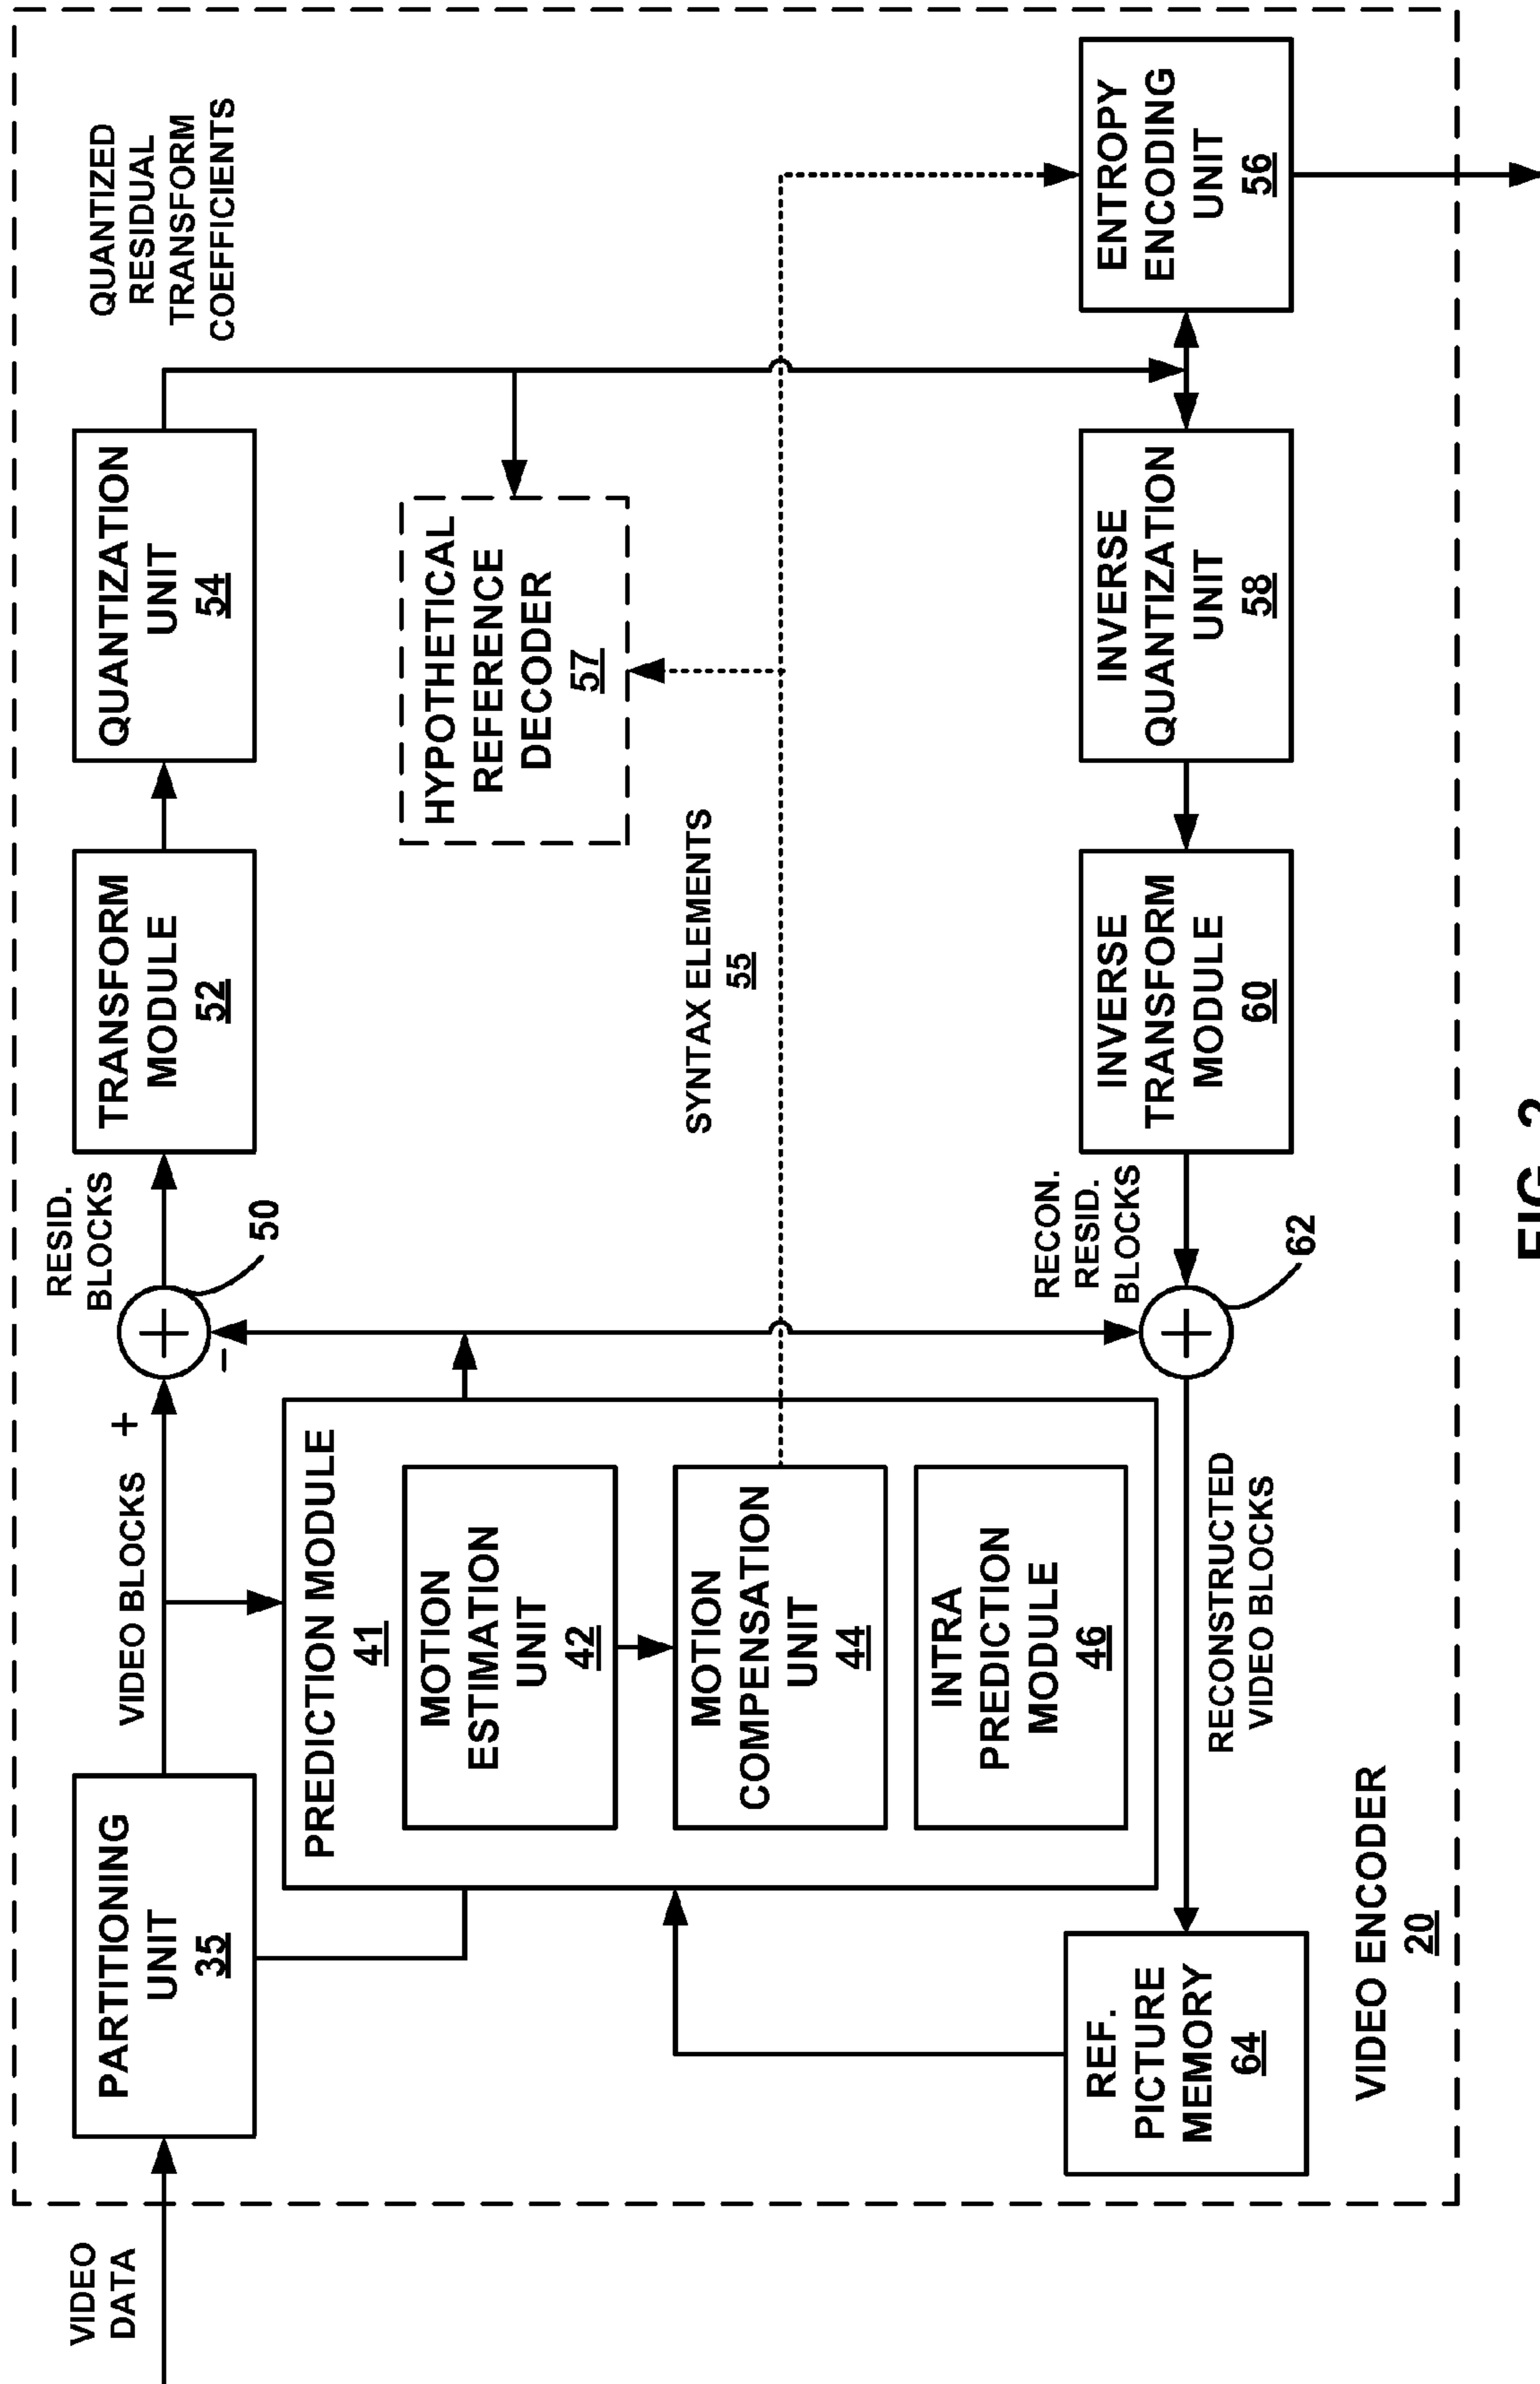 VIDEO
DATA
PARTITIONING
UNIT
35
VIDEO BLOCKS
+
-
50
RESID.
BLOCKS
TRANSFORM
MODULE
52
QUANTIZATION
UNIT
54
QUANTIZED
RESIDUAL
TRANSFORM
COEFFICIENTS
PREDICTION MODULE
41
MOTION
ESTIMATION
UNIT
42
MOTION
COMPENSATION
UNIT
44
INTRA
PREDICTION
MODULE
46
HYPOTHETICAL
REFERENCE
DECODER
57
SYNTAX ELEMENTS
55
REF.
PICTURE
MEMORY
64
RECONSTRUCTED
VIDEO BLOCKS
62
RECON.
RESID.
BLOCKS
INVERSE
TRANSFORM
MODULE
60
INVERSE
QUANTIZATION
UNIT
58
ENTROPY
ENCODING
UNIT
56
VIDEO ENCODER
20
FIG.